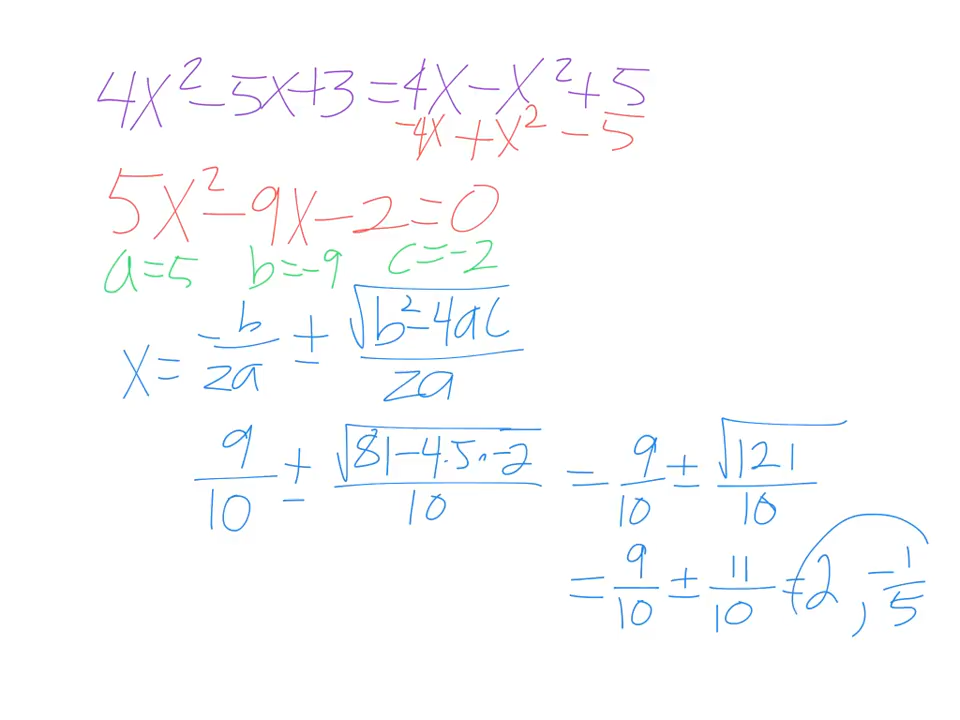 4x² - 5x + 3 = 4x - x² + 5
-4x + x² - 5
5x² - 9x - 2 = 0
a = 5 b = -9 c = -2
x = -b/2a ± √(b² - 4ac)/2a
9/10 ± √(81 - 4·5·-2)/10 = 9/10 ± √121/10
= 9/10 ± 11/10 = 2, -1/5